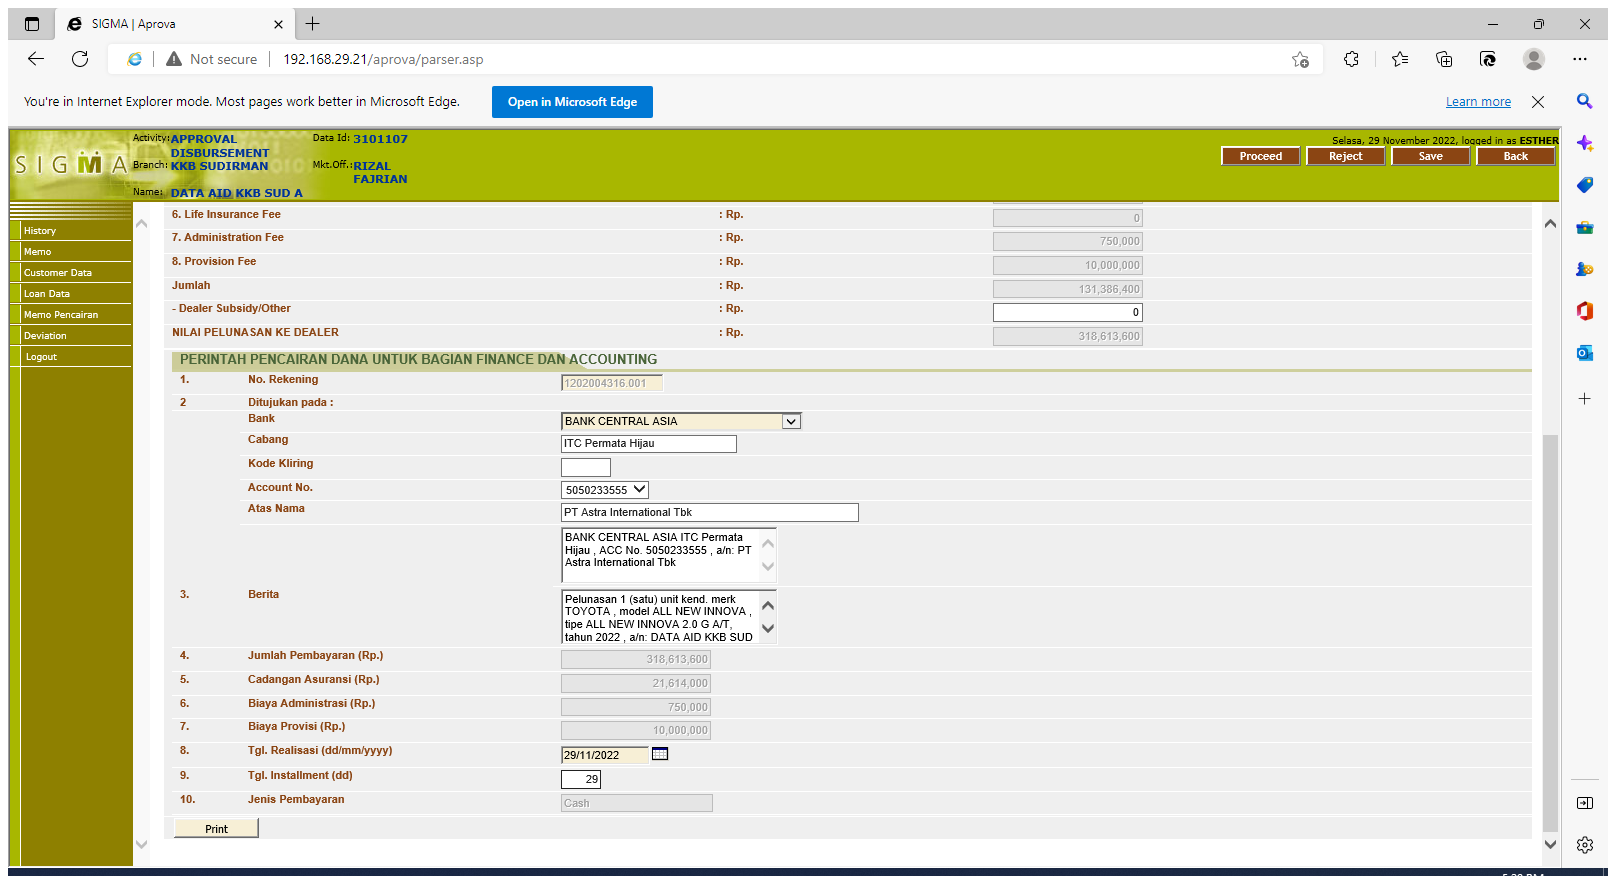 SIGMA | Aprova
Not secure
192.168.29.21/aprova/parser.asp
You're in Internet Explorer mode. Most pages work better in Microsoft Edge.
Open in Microsoft Edge
Learn more
SIGMA
Activity: APPROVAL DISBURSEMENT
Data Id: 3101107
Branch: KKB SUDIRMAN
Mkt.Off.: RIZAL FAJRIAN
Name: DATA AID KKB SUD A
Selasa, 29 November 2022, logged in as ESTHER
Proceed
Reject
Save
Back
History
Memo
Customer Data
Loan Data
Memo Pencairan
Deviation
Logout
6. Life Insurance Fee : Rp. 0
7. Administration Fee : Rp. 750,000
8. Provision Fee : Rp. 10,000,000
Jumlah : Rp. 131,386,400
- Dealer Subsidy/Other : Rp. 0
NILAI PELUNASAN KE DEALER : Rp. 318,613,600
PERINTAH PENCAIRAN DANA UNTUK BAGIAN FINANCE DAN ACCOUNTING
1. No. Rekening 1202004316.001
2 Ditujukan pada :
Bank BANK CENTRAL ASIA
Cabang ITC Permata Hijau
Kode Kliring
Account No. 5050233555
Atas Nama PT Astra International Tbk
BANK CENTRAL ASIA ITC Permata
Hijau , ACC No. 5050233555 , a/n: PT
Astra International Tbk
3. Berita Pelunasan 1 (satu) unit kend. merk
TOYOTA , model ALL NEW INNOVA ,
tipe ALL NEW INNOVA 2.0 G A/T,
tahun 2022 , a/n: DATA AID KKB SUD
4. Jumlah Pembayaran (Rp.) 318,613,600
5. Cadangan Asuransi (Rp.) 21,614,000
6. Biaya Administrasi (Rp.) 750,000
7. Biaya Provisi (Rp.) 10,000,000
8. Tgl. Realisasi (dd/mm/yyyy) 29/11/2022
9. Tgl. Installment (dd) 29
10. Jenis Pembayaran Cash
Print